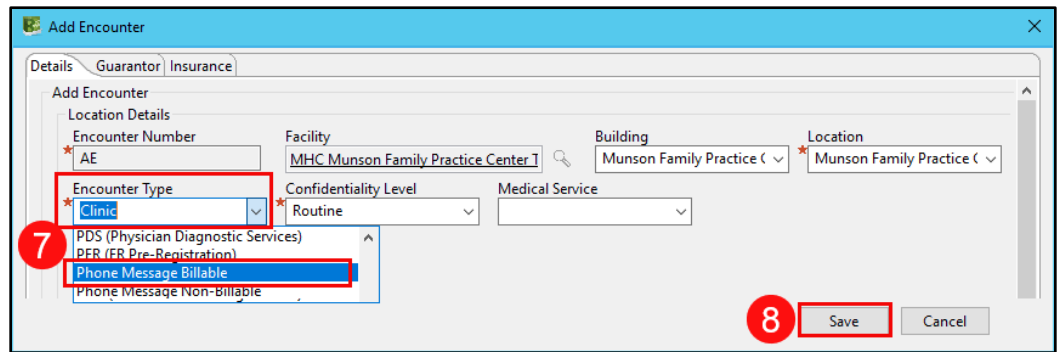 Add Encounter
Details Guarantor Insurance
Add Encounter
Location Details
Encounter Number Facility Building Location
* AE MHC Munson Family Practice Center T Munson Family Practice ( * Munson Family Practice (
Encounter Type Confidentiality Level Medical Service
* Clinic * Routine
7 PDS (Physician Diagnostic Services)
PER (ER Pre-Registration)
Phone Message Billable
Phone Message Non-Billable
8 Save Cancel